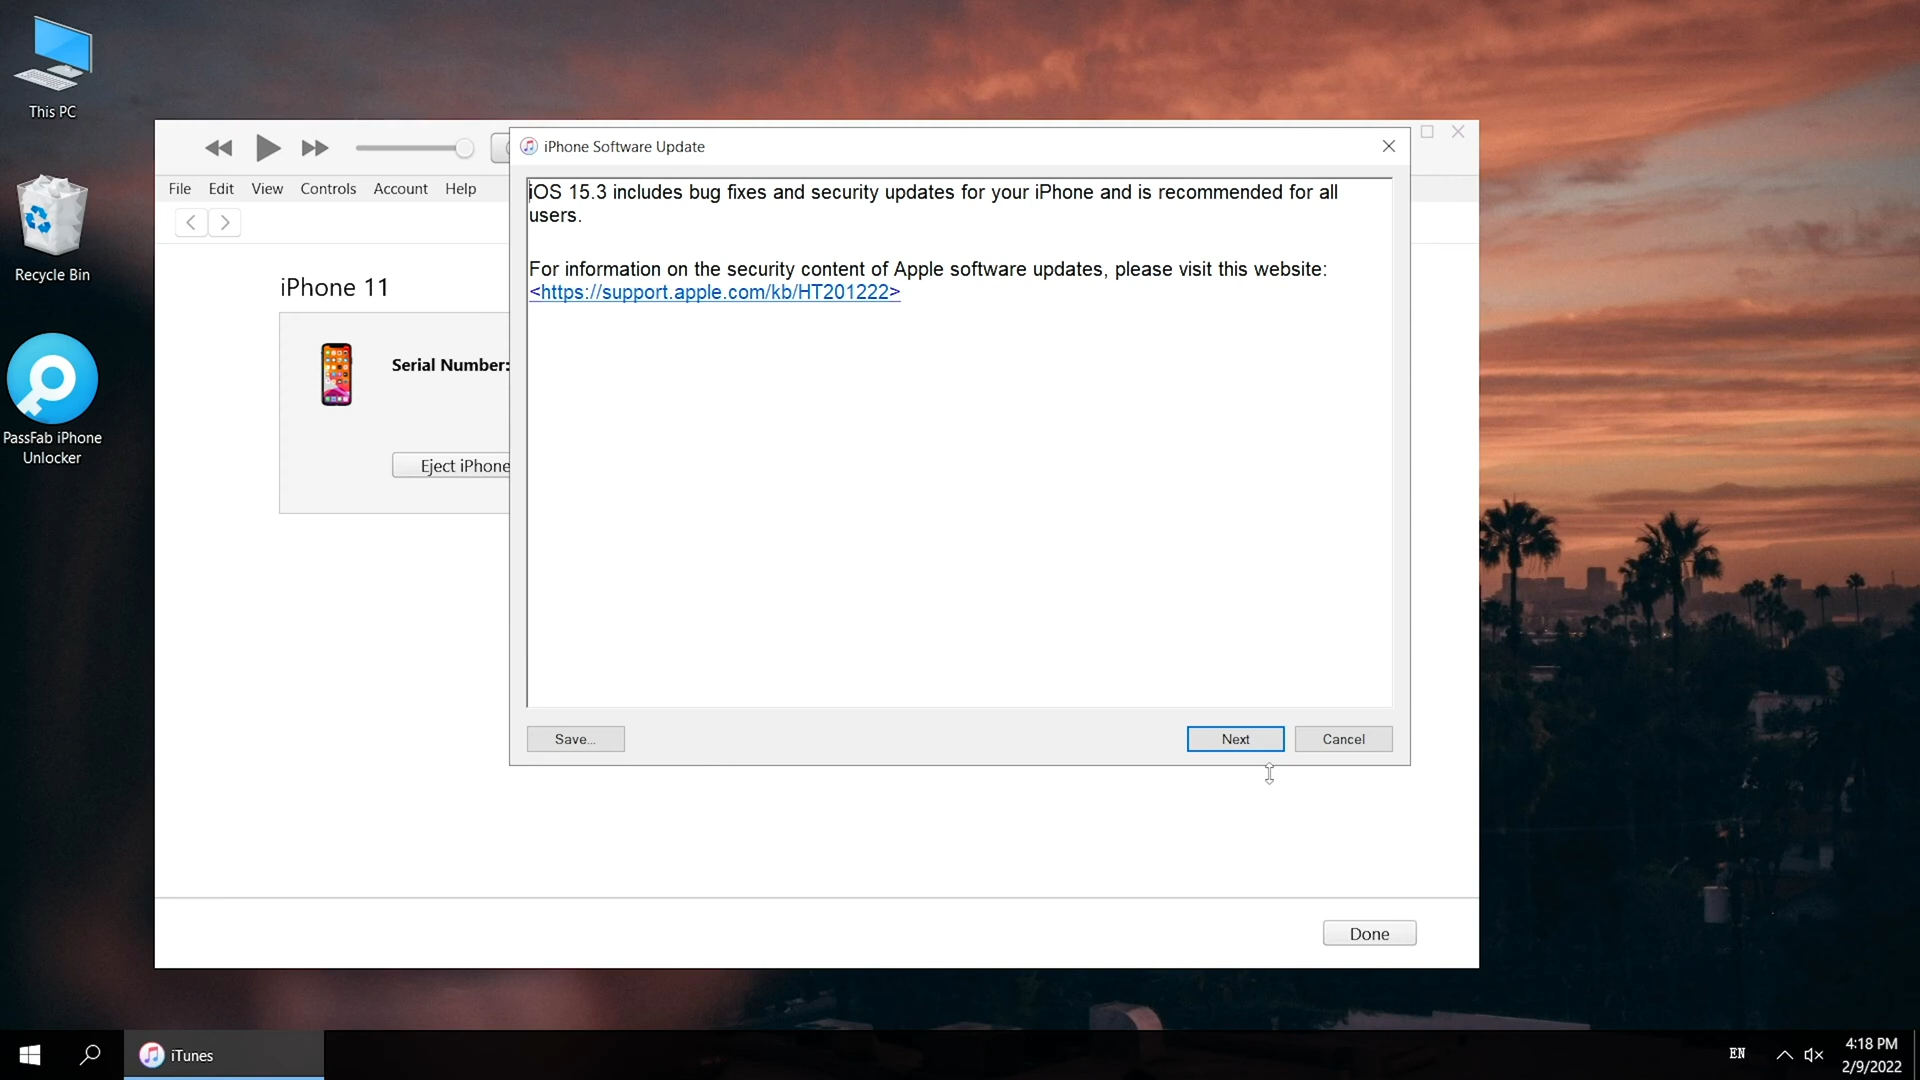 This PC
Recycle Bin
PassFab iPhone
Unlocker
File Edit View Controls Account Help
iPhone 11
Serial Number:
Eject iPhone
iPhone Software Update
iOS 15.3 includes bug fixes and security updates for your iPhone and is recommended for all
users.
For information on the security content of Apple software updates, please visit this website:
<https://support.apple.com/kb/HT201222>
Save...
Next
Cancel
Done
iTunes
EN
4:18 PM
2/9/2022